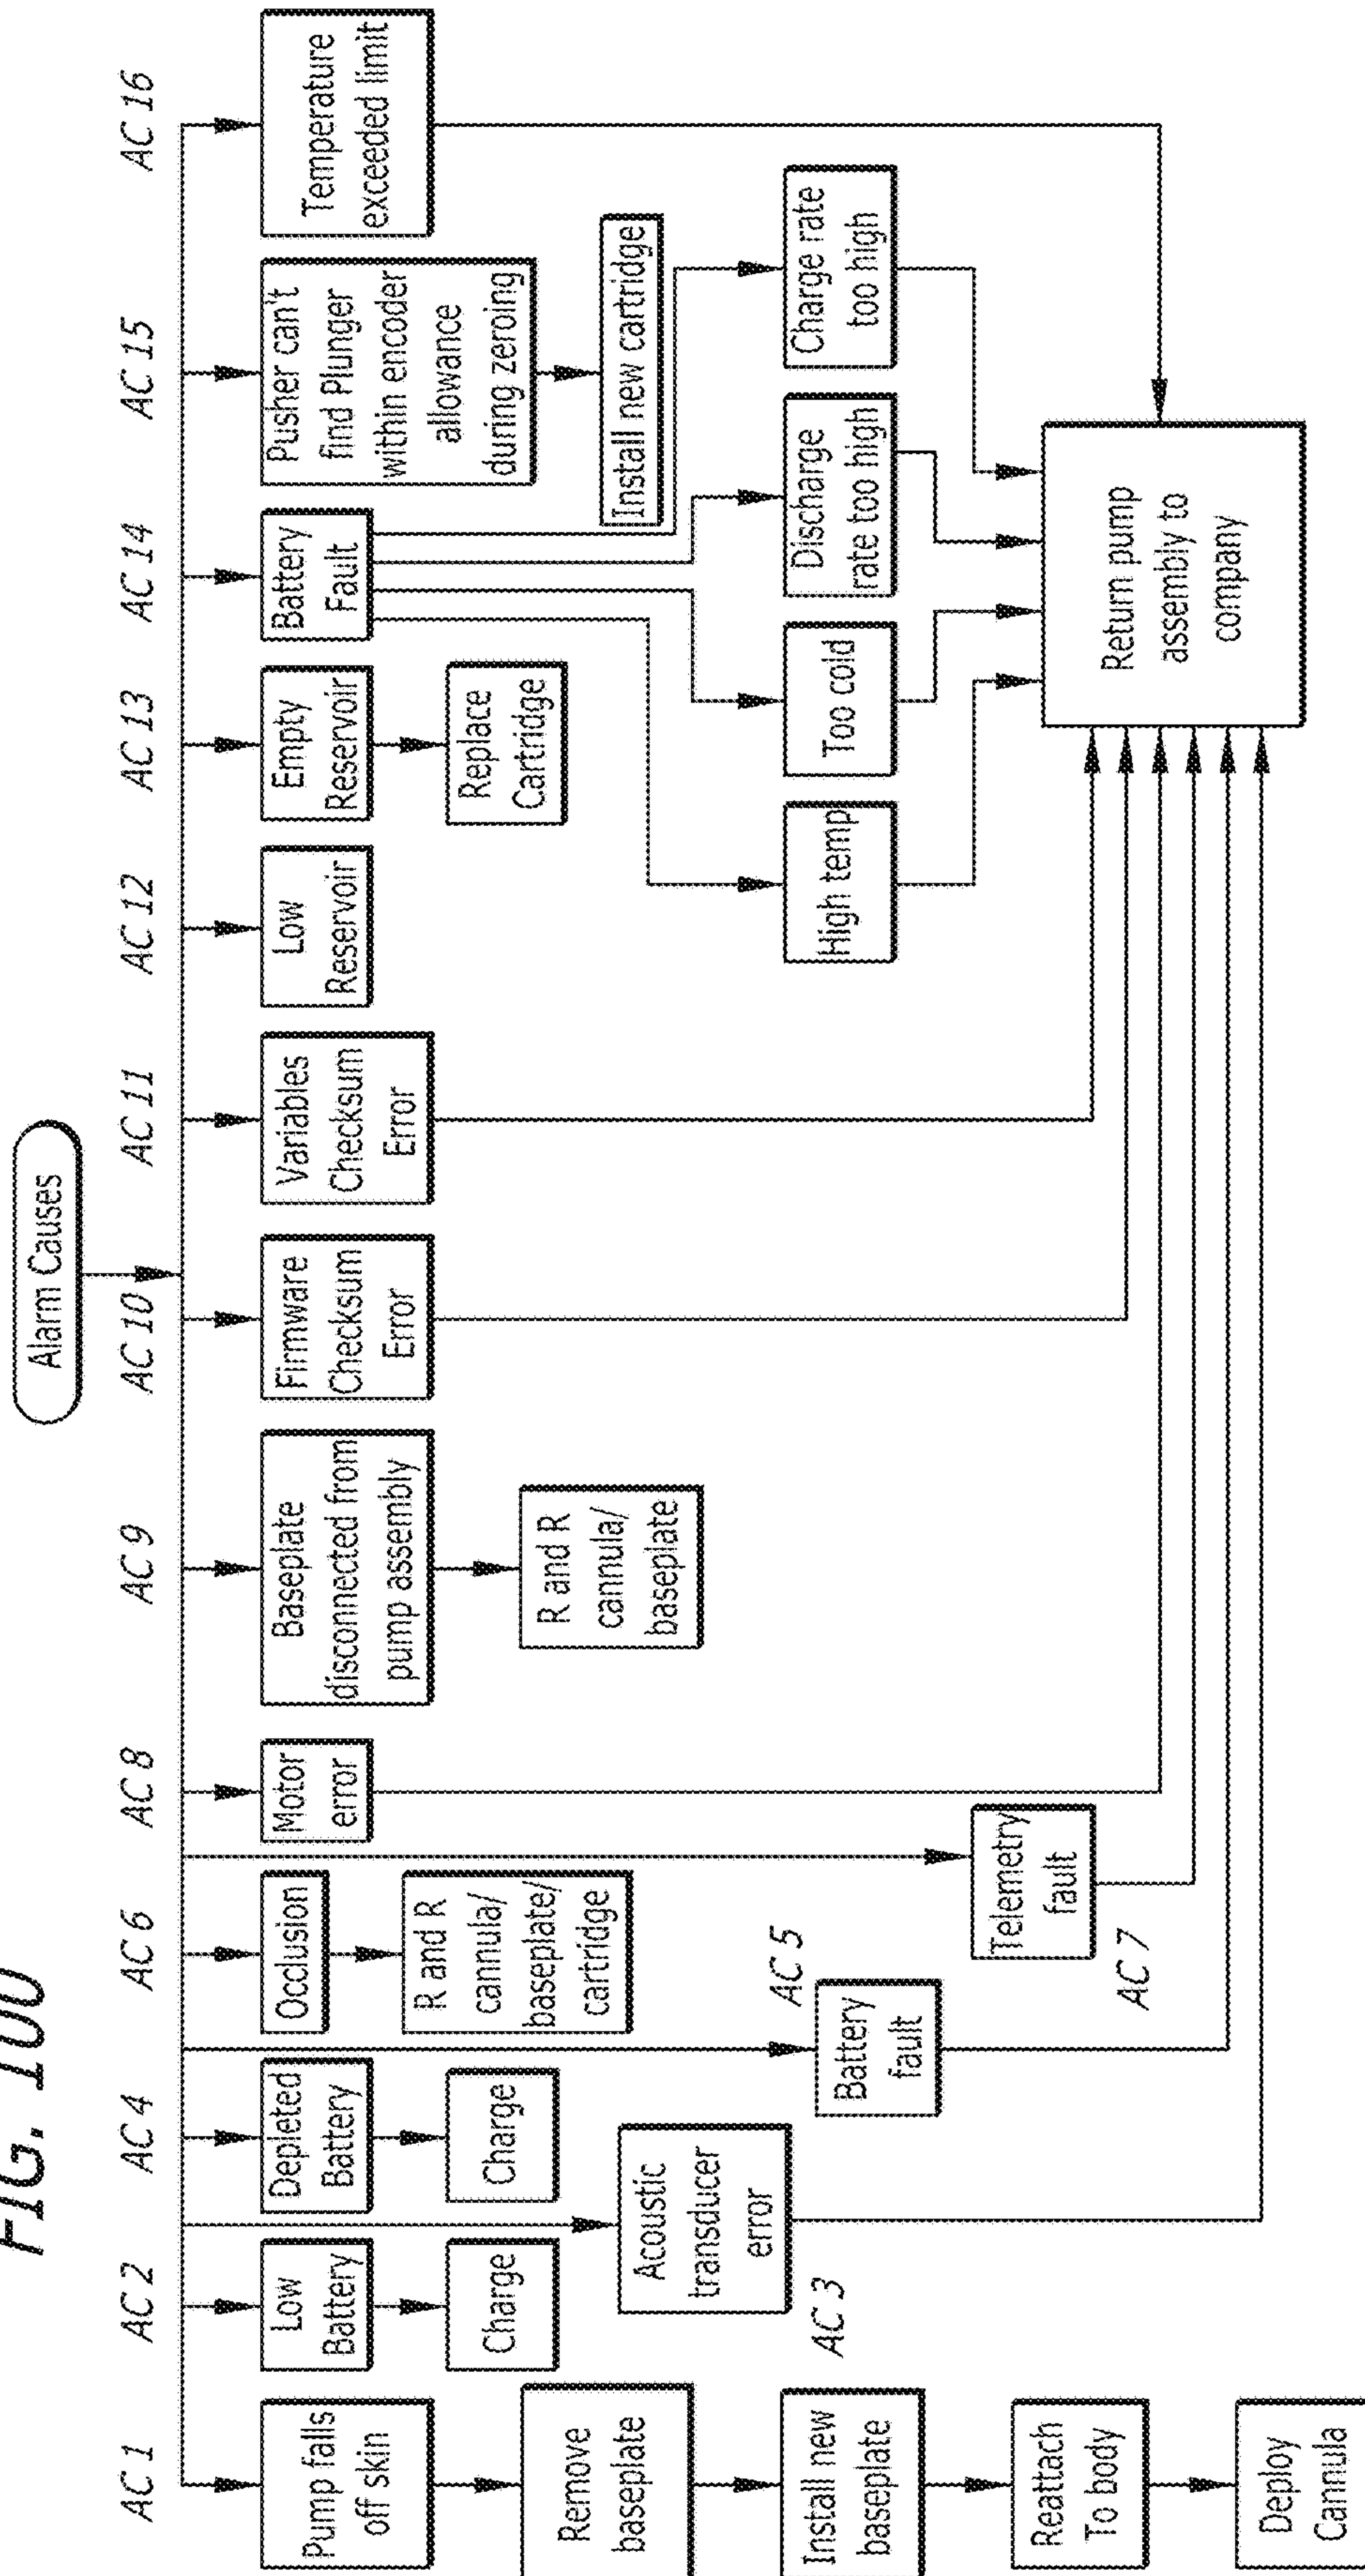 FIG. 100
Alarm Causes
AC 1
AC 2
AC 4
AC 6
AC 8
AC 9
AC 10
AC 11
AC 12
AC 13
AC 14
AC 15
AC 16
Pump falls
off skin
Remove
baseplate
Install new
baseplate
Reattach
To body
Deploy
Cannula
Low
Battery
Charge
Acoustic
transducer
error
AC 3
Depleted
Battery
Charge
Battery
fault
AC 5
Occlusion
R and R
cannula/
baseplate/
cartridge
Telemetry
fault
AC 7
Motor
error
Baseplate
disconnected from
pump assembly
R and R
cannula/
baseplate
Firmware
Checksum
Error
Variables
Checksum
Error
Low
Reservoir
Empty
Reservoir
Replace
Cartridge
Battery
Fault
High temp
Too cold
Discharge
rate too high
Charge rate
too high
Pusher can't
find Plunger
within encoder
allowance
during zeroing
Install new cartridge
Temperature
exceeded limit
Return pump
assembly to
company